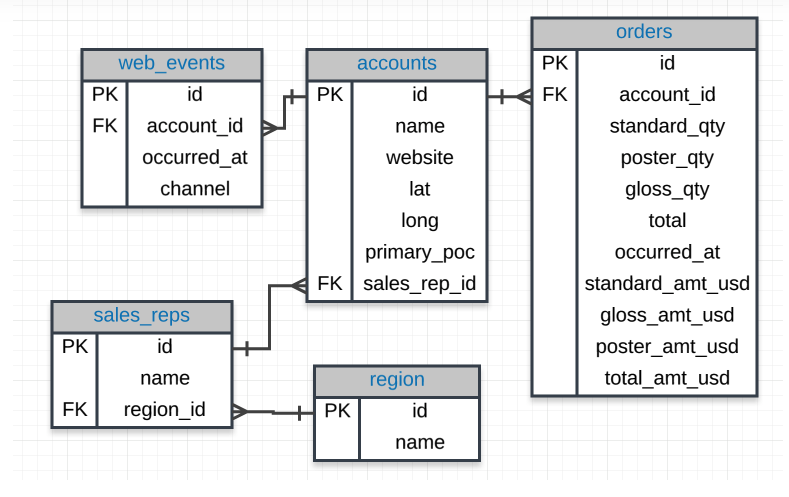 web_events
PK id
FK account_id
occurred_at
channel
accounts
PK id
name
website
lat
long
primary_poc
FK sales_rep_id
orders
PK id
FK account_id
standard_qty
poster_qty
gloss_qty
total
occurred_at
standard_amt_usd
gloss_amt_usd
poster_amt_usd
total_amt_usd
sales_reps
PK id
name
FK region_id
region
PK id
name